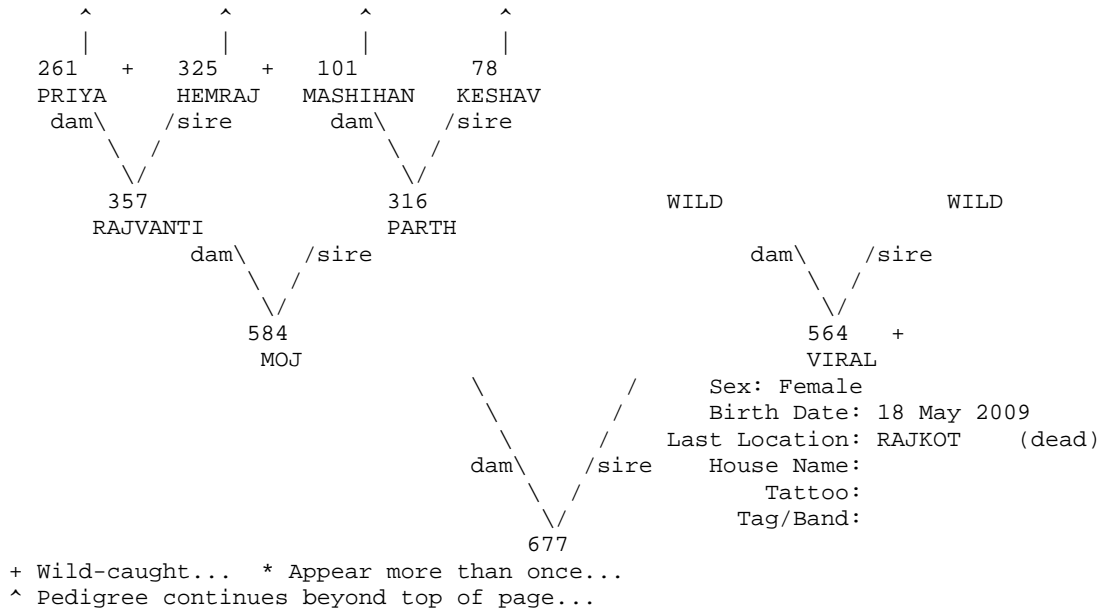 ^ ^ ^ ^
| | | |
261 + 325 + 101 78
PRIYA HEMRAJ MASHIHAN KESHAV
dam\ /sire dam\ /sire
\ / \ /
\/ \/
357 316 WILD WILD
RAJVANTI PARTH
dam\ /sire dam\ /sire
\ / \ /
\/ \/
584 564 +
MOJ VIRAL
\ / Sex: Female
\ / Birth Date: 18 May 2009
\ / Last Location: RAJKOT (dead)
dam\ /sire House Name:
\ / Tattoo:
\/ Tag/Band:
677
+ Wild-caught... * Appear more than once...
^ Pedigree continues beyond top of page...